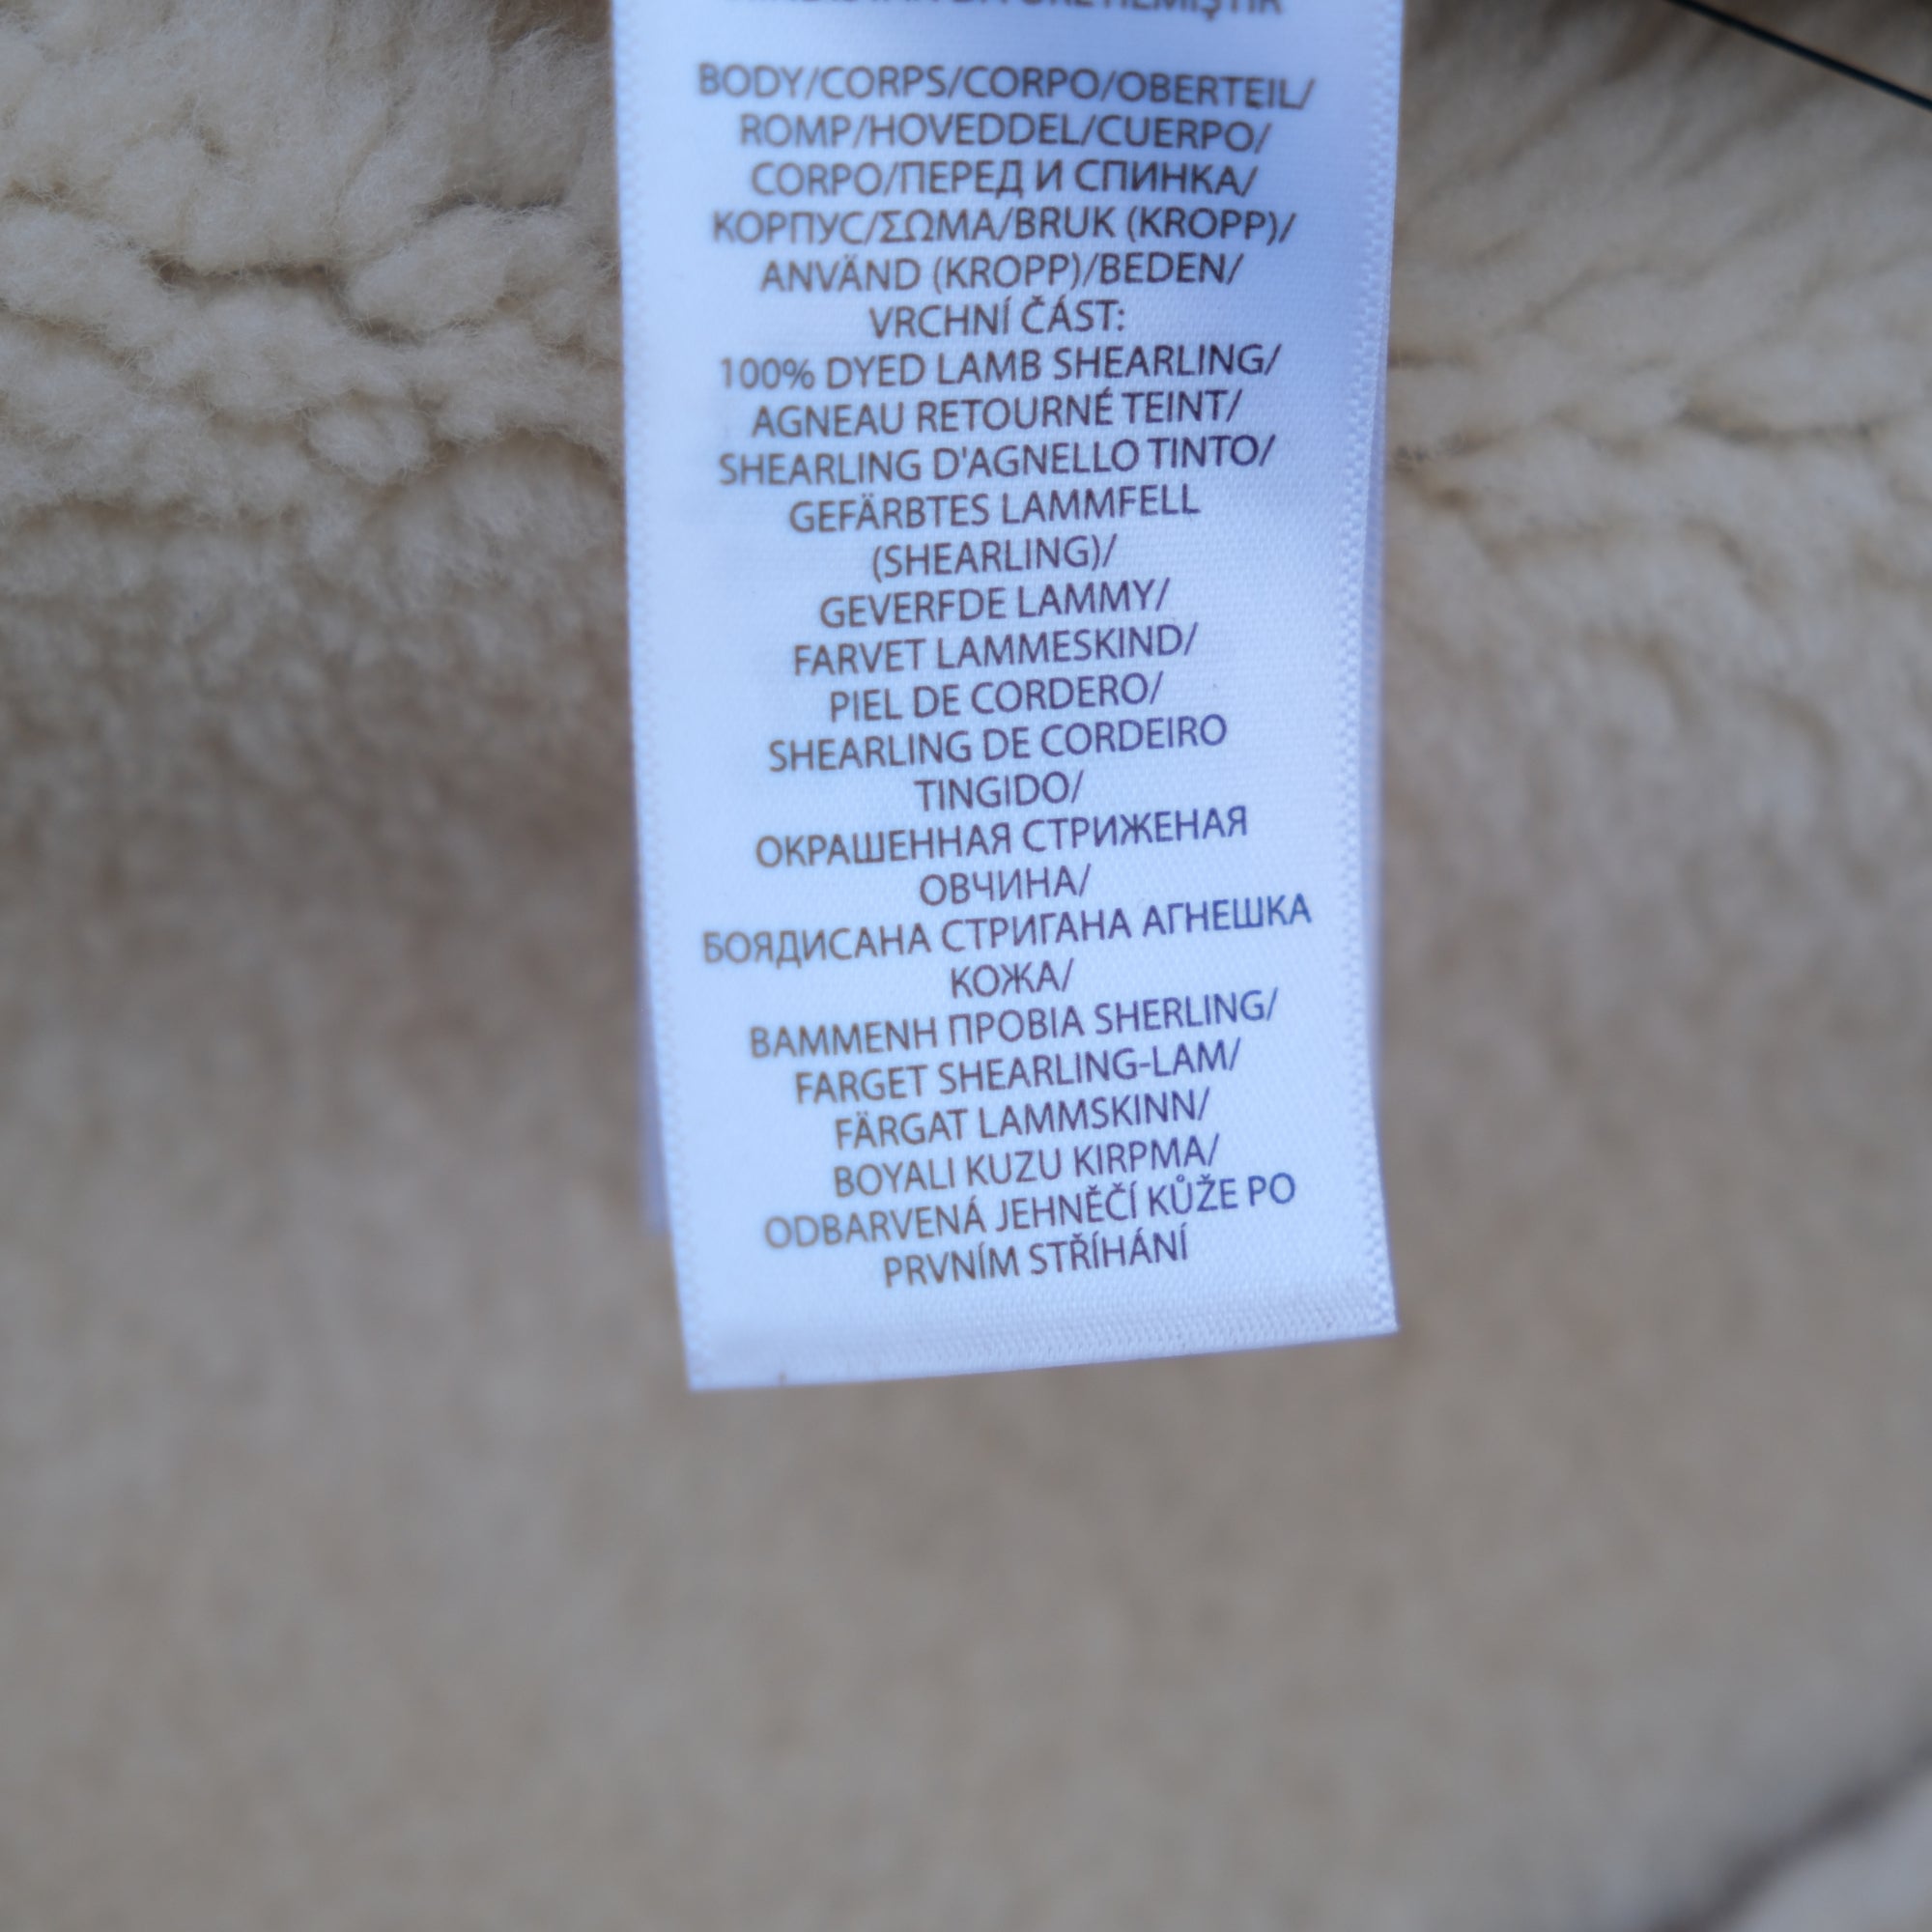 BODY/CORPS/CORPO/OBERTEIL/
ROMP/HOVEDDEL/CUERPO/
CORPO/ПЕРЕД И СПИНКА/
КОРПУС/ΣΩΜΑ/BRUK (KROPP)/
ANVÄND (KROPP)/BEDEN/
VRCHNÍ ČÁST:
100% DYED LAMB SHEARLING/
AGNEAU RETOURNÉ TEINT/
SHEARLING D'AGNELLO TINTO/
GEFÄRBTES LAMMFELL
(SHEARLING)/
GEVERFDE LAMMY/
FARVET LAMMESKIND/
PIEL DE CORDERO/
SHEARLING DE CORDEIRO
TINGIDO/
ОКРАШЕННАЯ СТРИЖЕНАЯ
ОВЧИНА/
БОЯДИСАНА СТРИГАНА АГНЕШКА
КОЖА/
ΒΑΜΜΕΝΗ ΠΡΟΒΙΑ SHERLING/
FARGET SHEARLING-LAM/
FÄRGAT LAMMSKINN/
BOYALI KUZU KIRPMA/
ODBARVENÁ JEHNĚČÍ KŮŽE PO
PRVNÍM STŘÍHÁNÍ